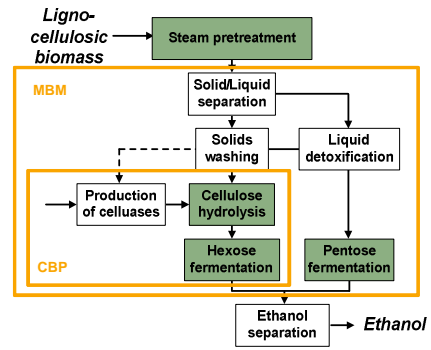 Ligno-
cellulosic
biomass
Steam pretreatment
MBM
Solid/Liquid
separation
Solids
washing
Liquid
detoxification
Production
of celluases
Cellulose
hydrolysis
CBP
Hexose
fermentation
Pentose
fermentation
Ethanol
separation
Ethanol